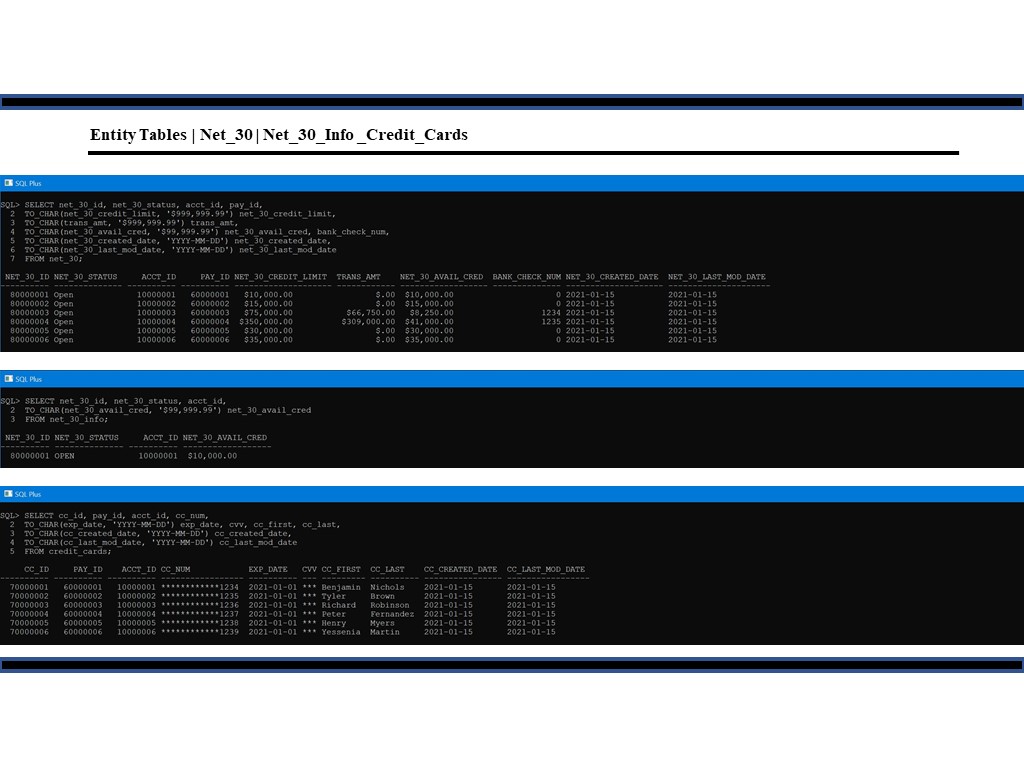 Entity Tables | Net_30 | Net_30_Info _Credit_Cards
SQL Plus
SQL> SELECT net_30_id, net_30_status, acct_id, pay_id,
2 TO_CHAR(net_30_credit_limit, '$999,999.99') net_30_credit_limit,
3 TO_CHAR(trans_amt, '$999,999.99') trans_amt,
4 TO_CHAR(net_30_avail_cred, '$99,999.99') net_30_avail_cred, bank_check_num,
5 TO_CHAR(net_30_created_date, 'YYYY-MM-DD') net_30_created_date,
6 TO_CHAR(net_30_last_mod_date, 'YYYY-MM-DD') net_30_last_mod_date
7 FROM net_30;
NET_30_ID NET_30_STATUS ACCT_ID PAY_ID NET_30_CREDIT_LIMIT TRANS_AMT NET_30_AVAIL_CRED BANK_CHECK_NUM NET_30_CREATED_DATE NET_30_LAST_MOD_DATE
80000001 Open 10000001 60000001 $10,000.00 $.00 $10,000.00 0 2021-01-15 2021-01-15
80000002 Open 10000002 60000002 $15,000.00 $.00 $15,000.00 0 2021-01-15 2021-01-15
80000003 Open 10000003 60000003 $75,000.00 $66,750.00 $8,250.00 1234 2021-01-15 2021-01-15
80000004 Open 10000004 60000004 $350,000.00 $309,000.00 $41,000.00 1235 2021-01-15 2021-01-15
80000005 Open 10000005 60000005 $30,000.00 $.00 $30,000.00 0 2021-01-15 2021-01-15
80000006 Open 10000006 60000006 $35,000.00 $.00 $35,000.00 0 2021-01-15 2021-01-15
SQL Plus
SQL> SELECT net_30_id, net_30_status, acct_id,
2 TO_CHAR(net_30_avail_cred, '$99,999.99') net_30_avail_cred
3 FROM net_30_info;
NET_30_ID NET_30_STATUS ACCT_ID NET_30_AVAIL_CRED
80000001 OPEN 10000001 $10,000.00
SQL Plus
SQL> SELECT cc_id, pay_id, acct_id, cc_num,
2 TO_CHAR(exp_date, 'YYYY-MM-DD') exp_date, cvv, cc_first, cc_last,
3 TO_CHAR(cc_created_date, 'YYYY-MM-DD') cc_created_date,
4 TO_CHAR(cc_last_mod_date, 'YYYY-MM-DD') cc_last_mod_date
5 FROM credit_cards;
CC_ID PAY_ID ACCT_ID CC_NUM EXP_DATE CVV CC_FIRST CC_LAST CC_CREATED_DATE CC_LAST_MOD_DATE
70000001 60000001 10000001 ************1234 2021-01-01 *** Benjamin Nichols 2021-01-15 2021-01-15
70000002 60000002 10000002 ************1235 2021-01-01 *** Tyler Brown 2021-01-15 2021-01-15
70000003 60000003 10000003 ************1236 2021-01-01 *** Richard Robinson 2021-01-15 2021-01-15
70000004 60000004 10000004 ************1237 2021-01-01 *** Peter Fernandez 2021-01-15 2021-01-15
70000005 60000005 10000005 ************1238 2021-01-01 *** Henry Myers 2021-01-15 2021-01-15
70000006 60000006 10000006 ************1239 2021-01-01 *** Yessenia Martin 2021-01-15 2021-01-15